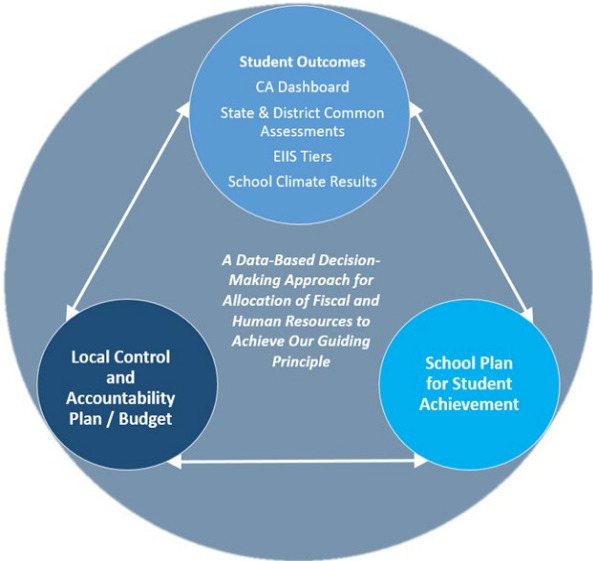 Student Outcomes
CA Dashboard
State & District Common
Assessments
EIIS Tiers
School Climate Results
A Data-Based Decision-
Making Approach for
Allocation of Fiscal and
Human Resources to
Achieve Our Guiding
Principle
Local Control
and
Accountability
Plan / Budget
School Plan
for Student
Achievement